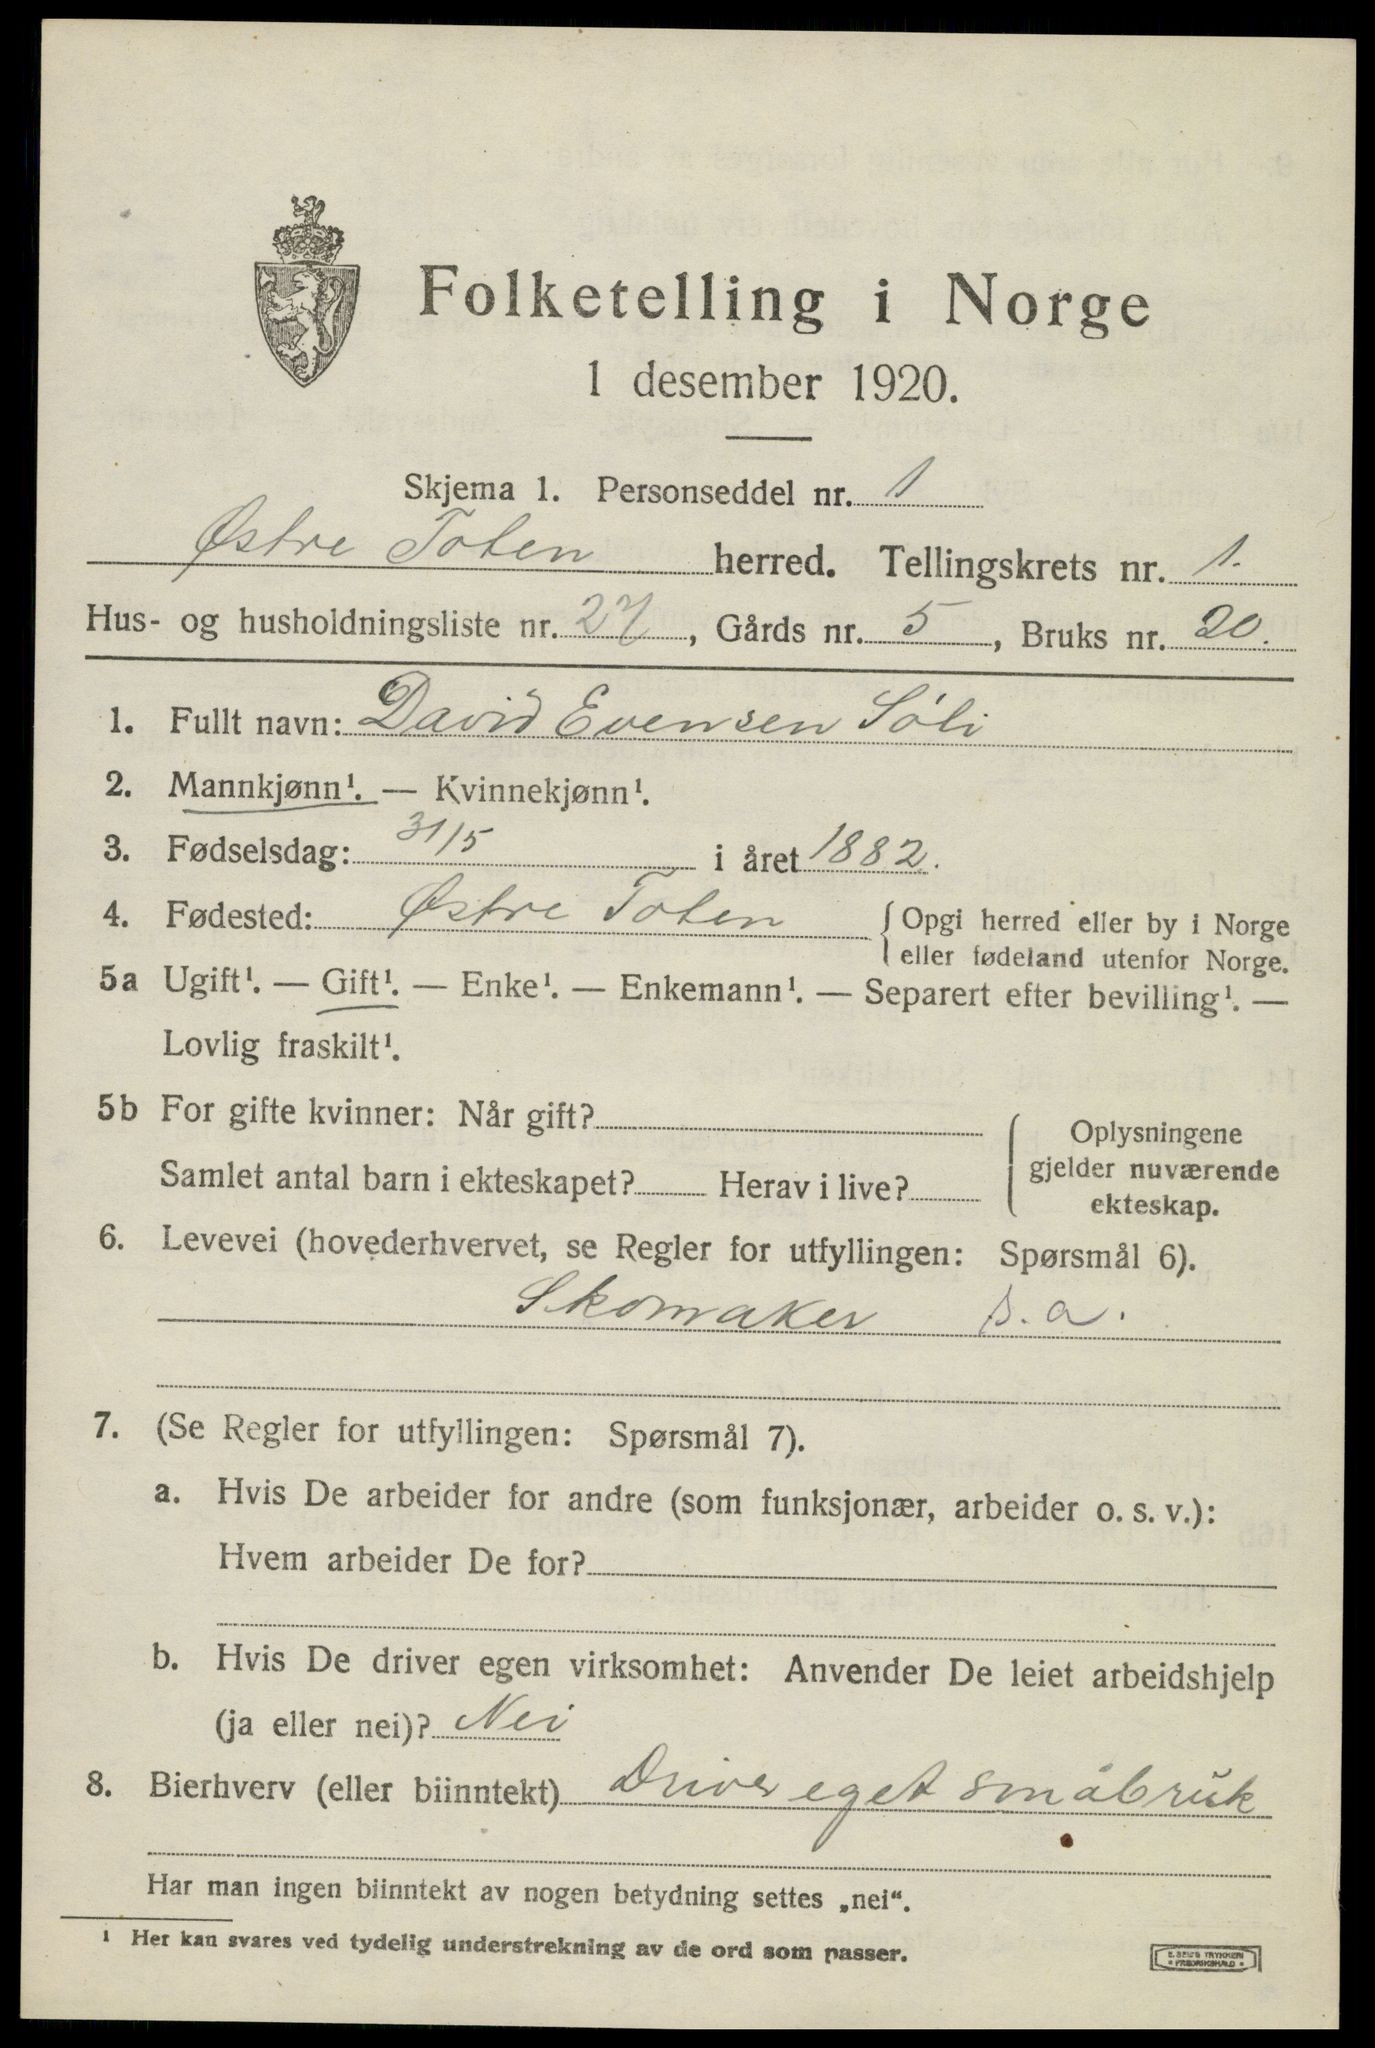 Folketelling i Norge
1 desember 1920.
Skjema 1. Personseddel nr. 1
Østre Toten herred. Tellingskrets nr. 1.
Hus- og husholdningsliste nr. 27, Gårds nr. 5, Bruks nr. 20.
1. Fullt navn: David Evensen Søli
2. Mannkjønn¹. — Kvinnekjønn¹.
3. Fødselsdag: 31/5 i året 1882.
4. Fødested: Østre Toten { Opgi herred eller by i Norge
eller fødeland utenfor Norge.
5a Ugift¹. — Gift¹. — Enke¹. — Enkemann¹. — Separert efter bevilling¹. —
Lovlig fraskilt¹.
5b For gifte kvinner: Når gift?
Samlet antal barn i ekteskapet? Herav i live?
Oplysningene
gjelder nuværende
ekteskap.
6. Levevei (hovederhvervet, se Regler for utfyllingen: Spørsmål 6).
Skomaker s. a.
7. (Se Regler for utfyllingen: Spørsmål 7).
a. Hvis De arbeider for andre (som funksjonær, arbeider o. s. v.):
Hvem arbeider De for?
b. Hvis De driver egen virksomhet: Anvender De leiet arbeidshjelp
(ja eller nei)? Nei
8. Bierhverv (eller biinntekt) Driver eget småbruk
Har man ingen biinntekt av nogen betydning settes „nei“.
¹ Her kan svares ved tydelig understrekning av de ord som passer.
E. SEM'S TRYKKERI
FREDRIKSHALD